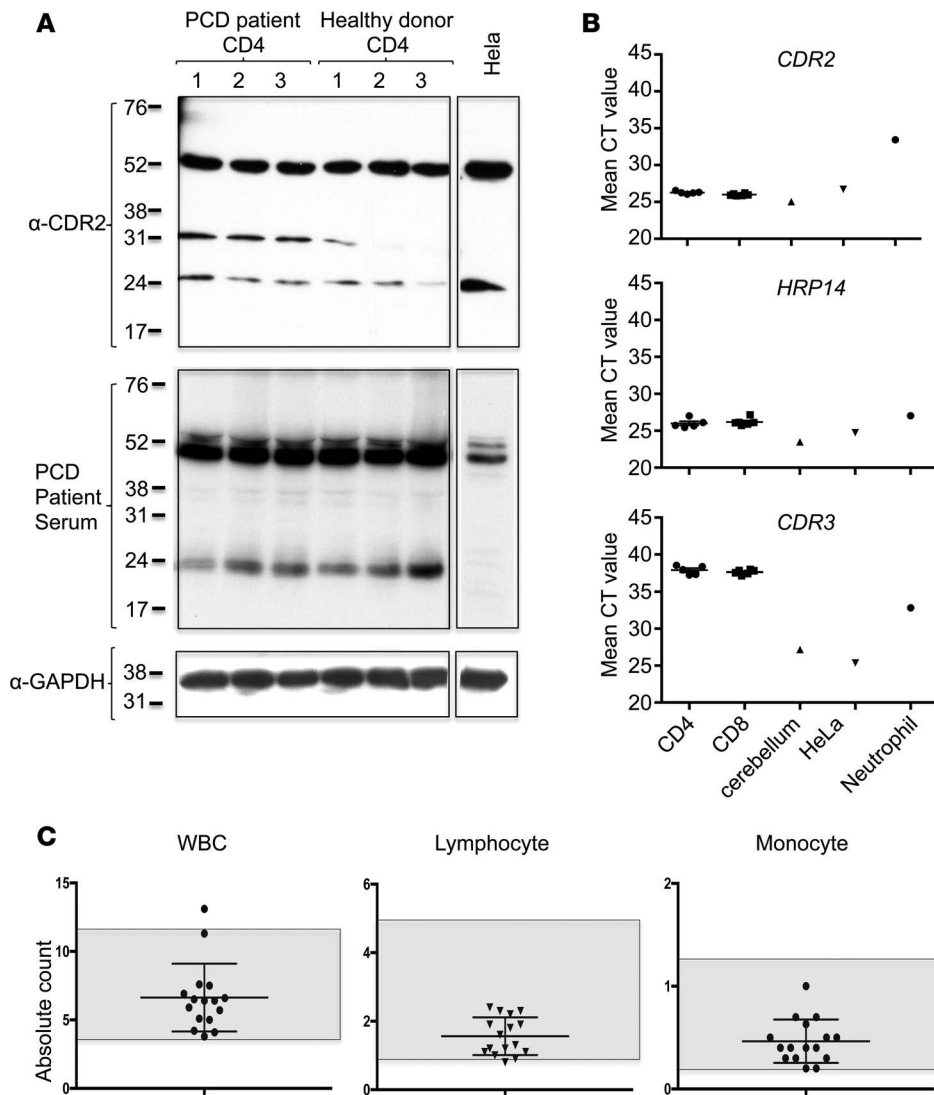 A
PCD patient CD4
Healthy donor CD4
Hela
1 2 3 1 2 3
α-CDR2
76
52
38
31
24
17
PCD
Patient
Serum
76
52
38
31
24
17
α-GAPDH
38
31
B
CDR2
Mean CT value
45
40
35
30
25
20
HRP14
Mean CT value
45
40
35
30
25
20
CDR3
Mean CT value
45
40
35
30
25
20
CD4
CD8
cerebellum
HeLa
Neutrophil
C
WBC
Absolute count
15
10
5
0
Lymphocyte
6
4
2
0
Monocyte
2
1
0